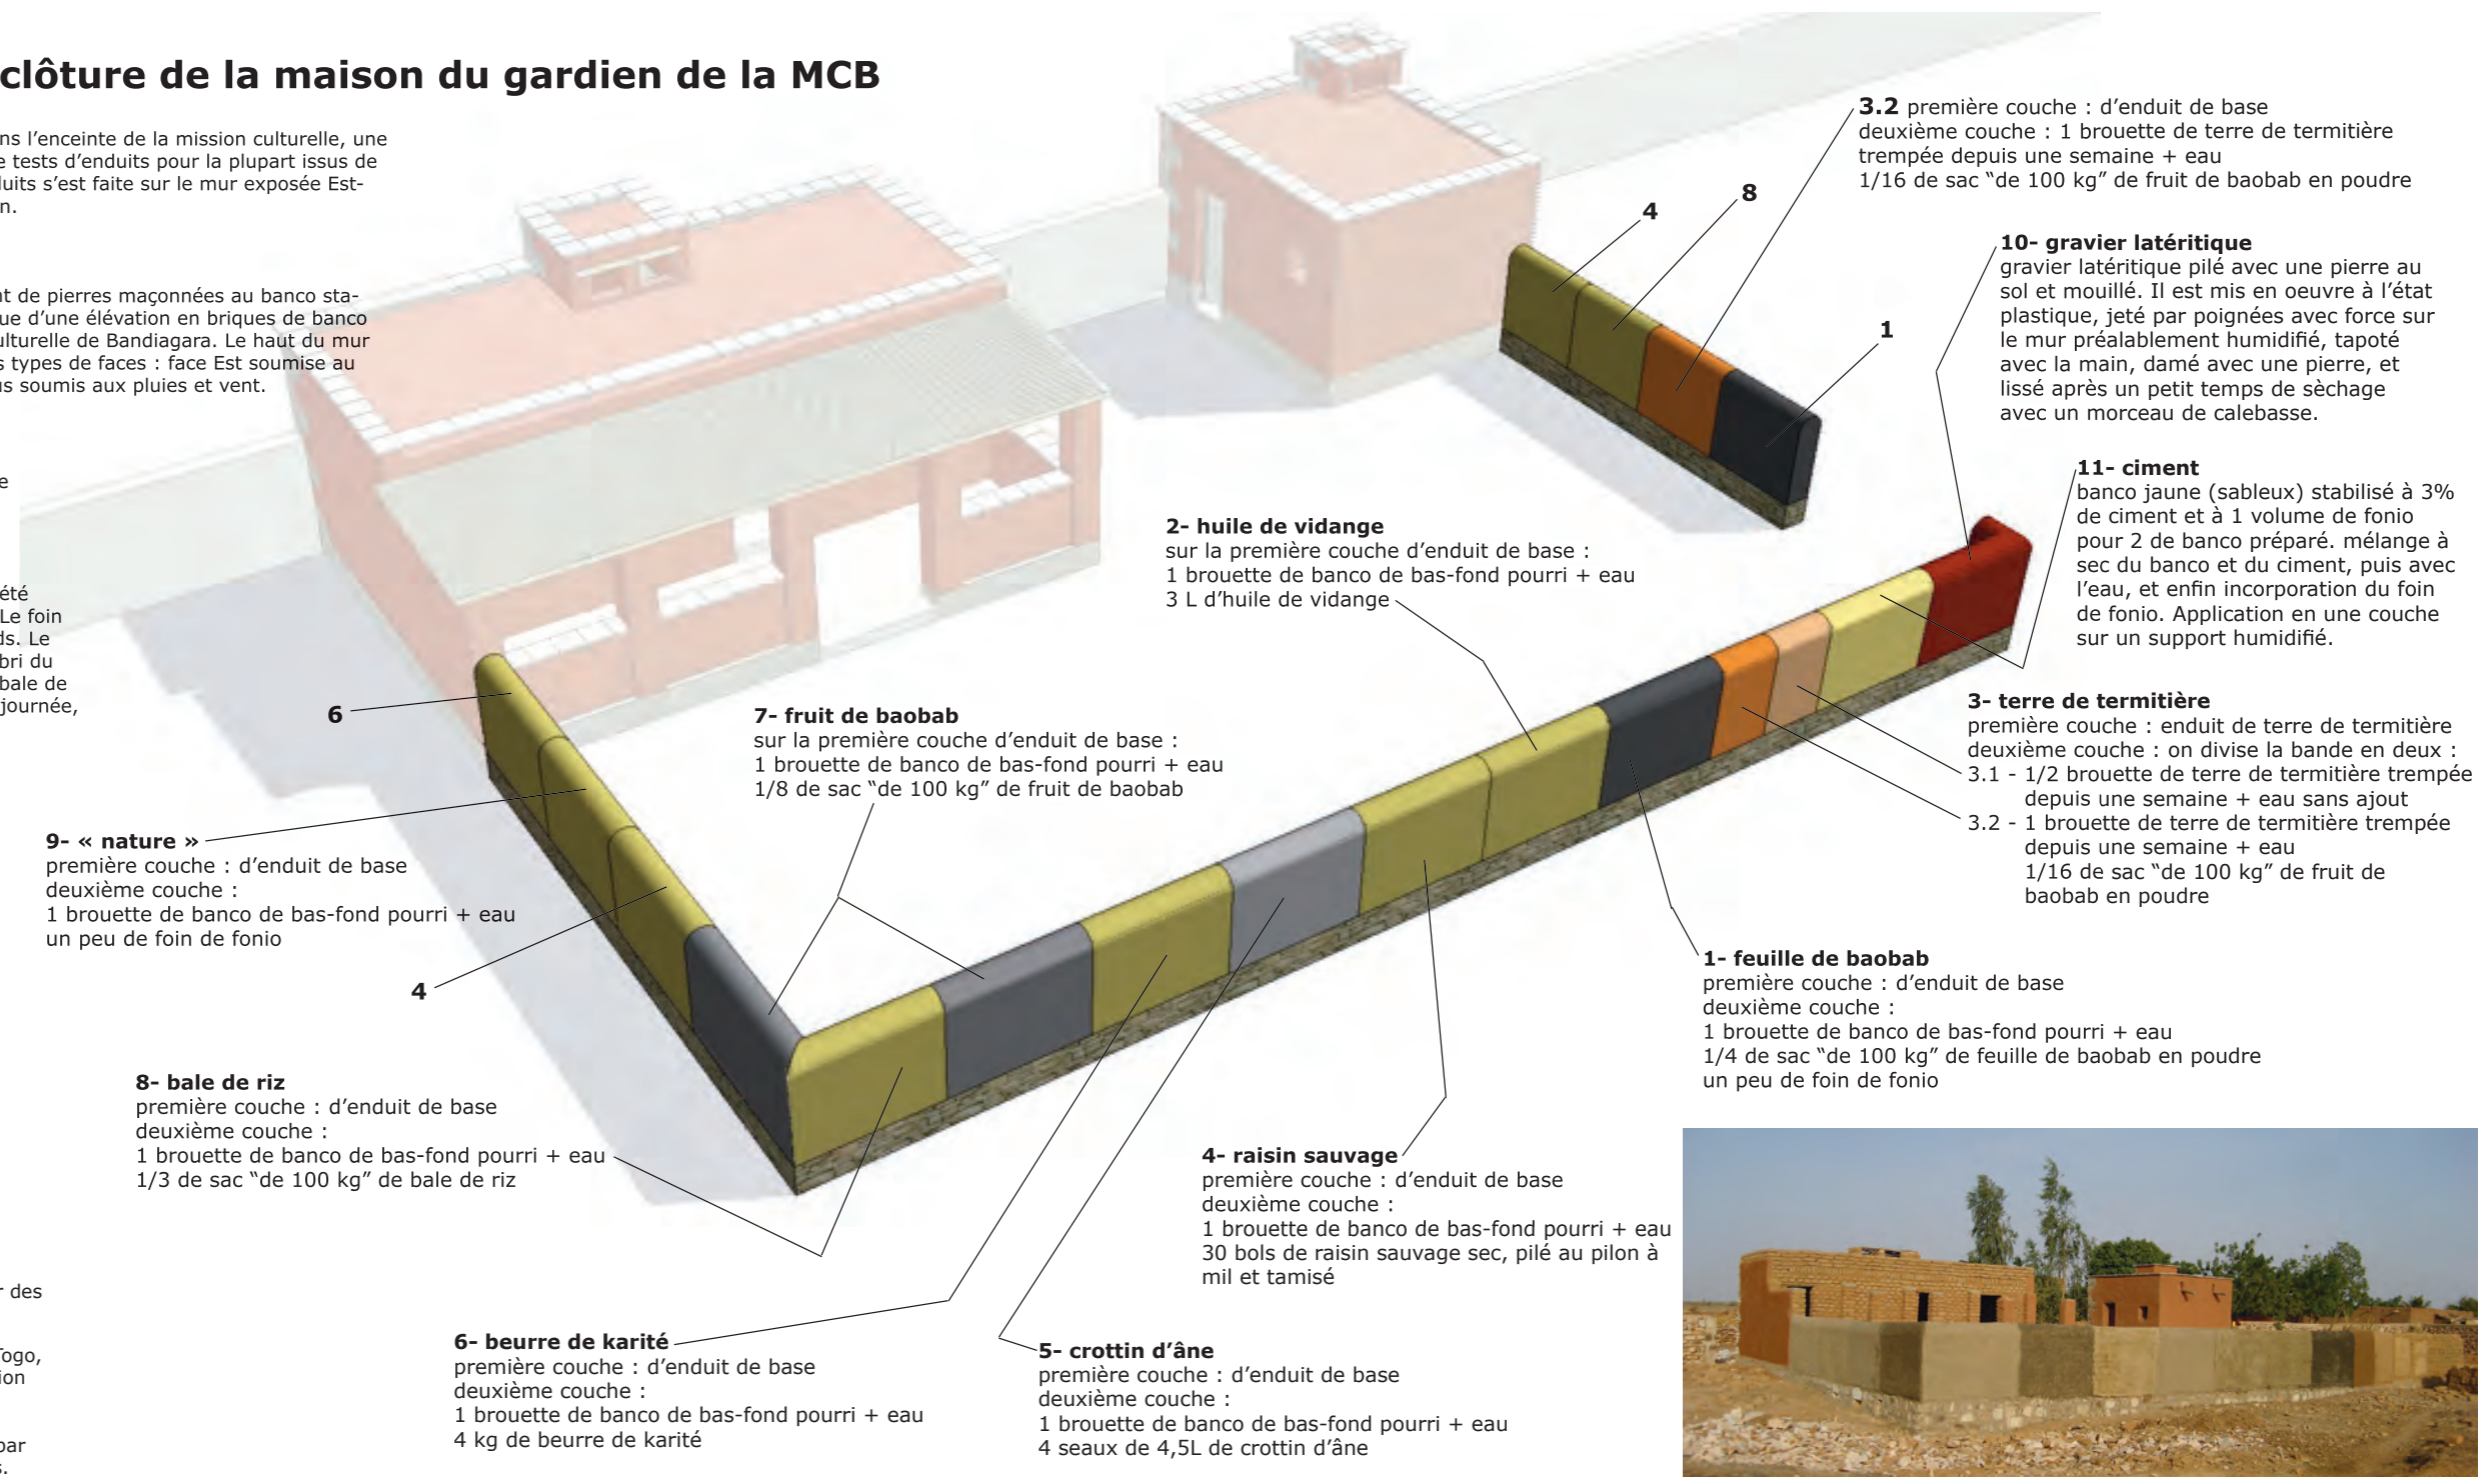 clôture de la maison du gardien de la MCB
ns l'enceinte de la mission culturelle, une
e tests d'enduits pour la plupart issus de
luits s'est faite sur le mur exposée Est-
n.
nt de pierres maçonnées au banco sta-
ue d'une élévation en briques de banco
ulturelle de Bandiagara. Le haut du mur
s types de faces : face Est soumise au
us soumis aux pluies et vent.
e
été
Le foin
ds. Le
bri du
bale de
journée,
r des
Togo,
ion
par
s.
3.2 première couche : d'enduit de base
deuxième couche : 1 brouette de terre de termitière
trempée depuis une semaine + eau
1/16 de sac “de 100 kg” de fruit de baobab en poudre
4
8
1
10- gravier latéritique
gravier latéritique pilé avec une pierre au
sol et mouillé. Il est mis en oeuvre à l'état
plastique, jeté par poignées avec force sur
le mur préalablement humidifié, tapoté
avec la main, damé avec une pierre, et
lissé après un petit temps de sèchage
avec un morceau de calebasse.
11- ciment
banco jaune (sableux) stabilisé à 3%
de ciment et à 1 volume de fonio
pour 2 de banco préparé. mélange à
sec du banco et du ciment, puis avec
l'eau, et enfin incorporation du foin
de fonio. Application en une couche
sur un support humidifié.
2- huile de vidange
sur la première couche d'enduit de base :
1 brouette de banco de bas-fond pourri + eau
3 L d'huile de vidange
3- terre de termitière
première couche : enduit de terre de termitière
deuxième couche : on divise la bande en deux :
3.1 - 1/2 brouette de terre de termitière trempée
depuis une semaine + eau sans ajout
3.2 - 1 brouette de terre de termitière trempée
depuis une semaine + eau
1/16 de sac “de 100 kg” de fruit de
baobab en poudre
6
7- fruit de baobab
sur la première couche d'enduit de base :
1 brouette de banco de bas-fond pourri + eau
1/8 de sac “de 100 kg” de fruit de baobab
9- « nature »
première couche : d'enduit de base
deuxième couche :
1 brouette de banco de bas-fond pourri + eau
un peu de foin de fonio
4
1- feuille de baobab
première couche : d'enduit de base
deuxième couche :
1 brouette de banco de bas-fond pourri + eau
1/4 de sac “de 100 kg” de feuille de baobab en poudre
un peu de foin de fonio
8- bale de riz
première couche : d'enduit de base
deuxième couche :
1 brouette de banco de bas-fond pourri + eau
1/3 de sac “de 100 kg” de bale de riz
4- raisin sauvage
première couche : d'enduit de base
deuxième couche :
1 brouette de banco de bas-fond pourri + eau
30 bols de raisin sauvage sec, pilé au pilon à
mil et tamisé
6- beurre de karité
première couche : d'enduit de base
deuxième couche :
1 brouette de banco de bas-fond pourri + eau
4 kg de beurre de karité
5- crottin d'âne
première couche : d'enduit de base
deuxième couche :
1 brouette de banco de bas-fond pourri + eau
4 seaux de 4,5L de crottin d'âne